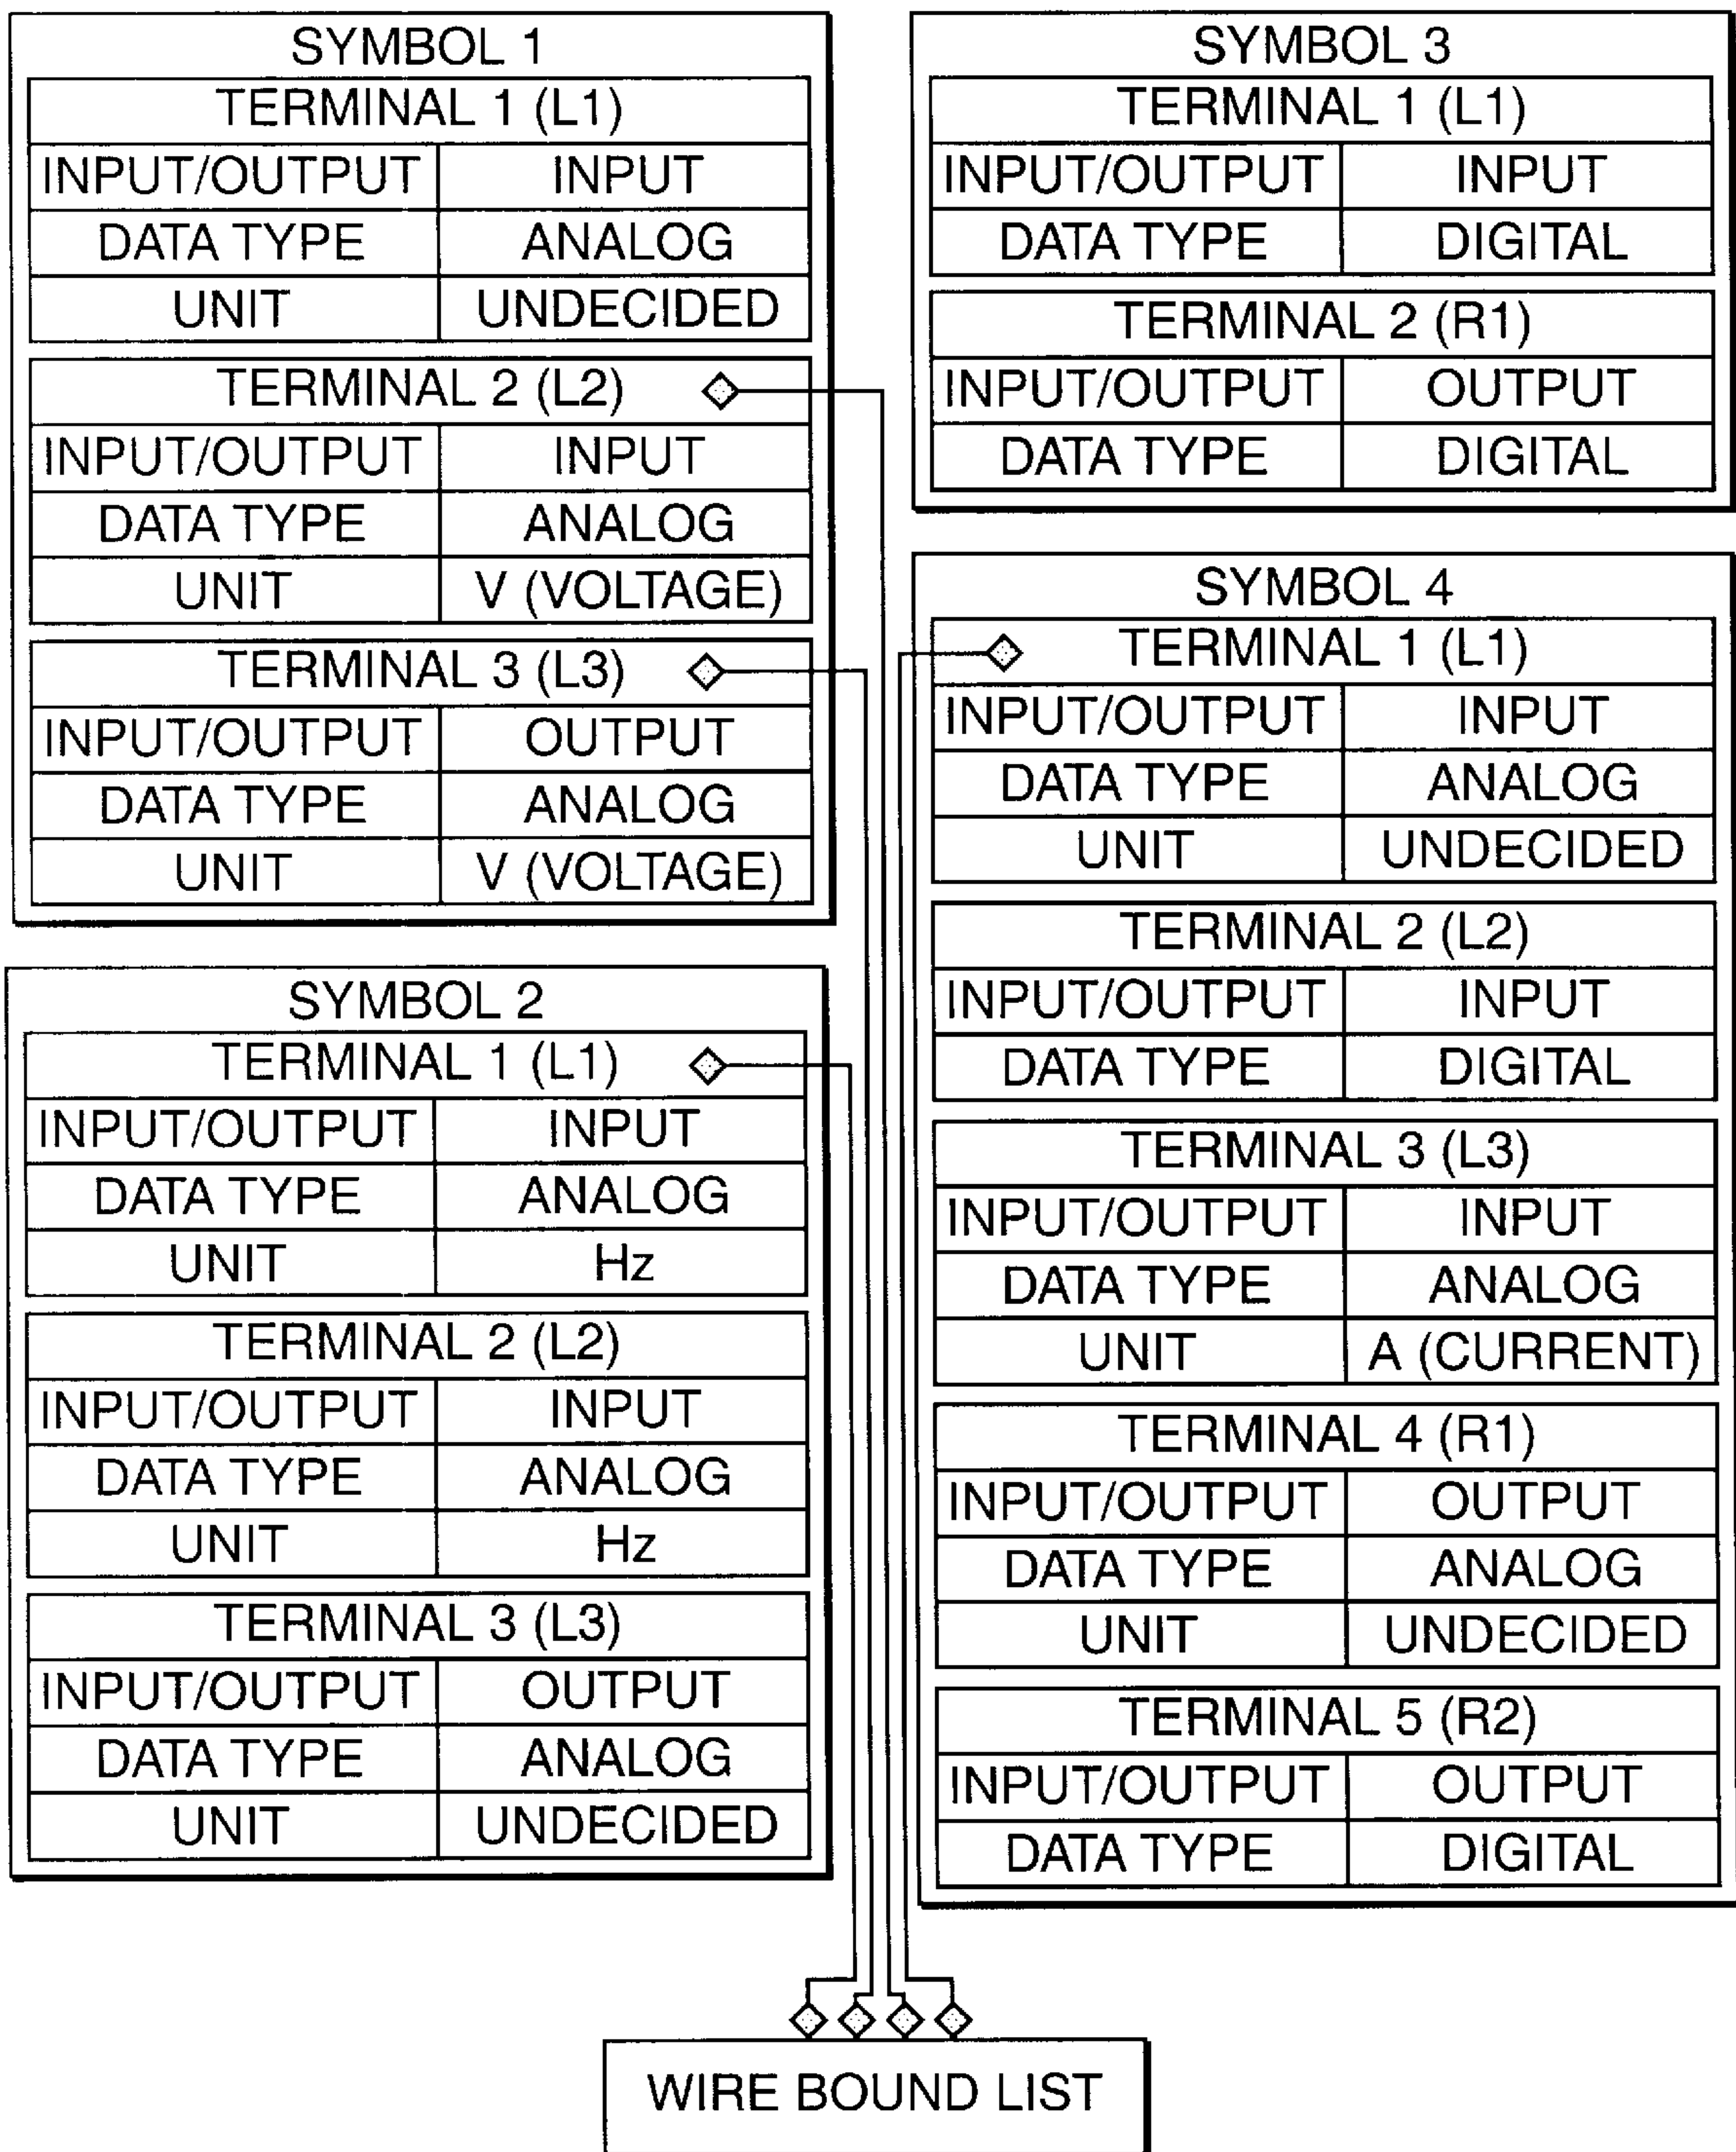 SYMBOL 1
TERMINAL 1 (L1)
INPUT/OUTPUT INPUT
DATA TYPE ANALOG
UNIT UNDECIDED
TERMINAL 2 (L2)
INPUT/OUTPUT INPUT
DATA TYPE ANALOG
UNIT V (VOLTAGE)
TERMINAL 3 (L3)
INPUT/OUTPUT OUTPUT
DATA TYPE ANALOG
UNIT V (VOLTAGE)
SYMBOL 2
TERMINAL 1 (L1)
INPUT/OUTPUT INPUT
DATA TYPE ANALOG
UNIT Hz
TERMINAL 2 (L2)
INPUT/OUTPUT INPUT
DATA TYPE ANALOG
UNIT Hz
TERMINAL 3 (L3)
INPUT/OUTPUT OUTPUT
DATA TYPE ANALOG
UNIT UNDECIDED
SYMBOL 3
TERMINAL 1 (L1)
INPUT/OUTPUT INPUT
DATA TYPE DIGITAL
TERMINAL 2 (R1)
INPUT/OUTPUT OUTPUT
DATA TYPE DIGITAL
SYMBOL 4
TERMINAL 1 (L1)
INPUT/OUTPUT INPUT
DATA TYPE ANALOG
UNIT UNDECIDED
TERMINAL 2 (L2)
INPUT/OUTPUT INPUT
DATA TYPE DIGITAL
TERMINAL 3 (L3)
INPUT/OUTPUT INPUT
DATA TYPE ANALOG
UNIT A (CURRENT)
TERMINAL 4 (R1)
INPUT/OUTPUT OUTPUT
DATA TYPE ANALOG
UNIT UNDECIDED
TERMINAL 5 (R2)
INPUT/OUTPUT OUTPUT
DATA TYPE DIGITAL
WIRE BOUND LIST